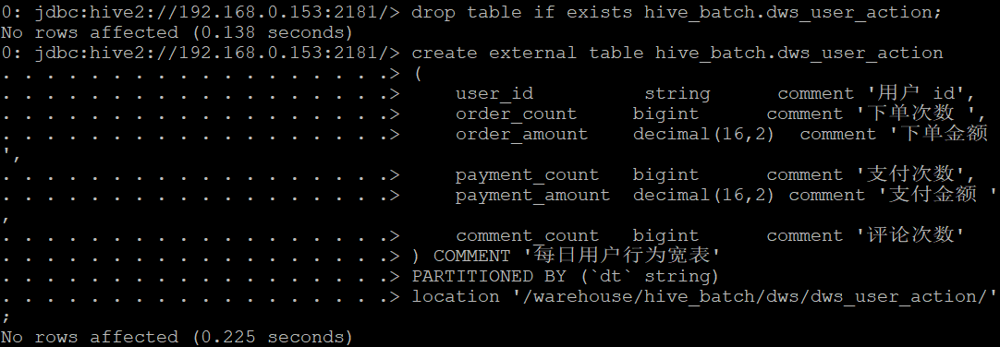 0: jdbc:hive2://192.168.0.153:2181/> drop table if exists hive_batch.dws_user_action;
No rows affected (0.138 seconds)
0: jdbc:hive2://192.168.0.153:2181/> create external table hive_batch.dws_user_action
. . . . . . . . . . . . . . . . . .> (
. . . . . . . . . . . . . . . . . .>     user_id          string      comment '用户 id',
. . . . . . . . . . . . . . . . . .>     order_count     bigint      comment '下单次数 ',
. . . . . . . . . . . . . . . . . .>     order_amount    decimal(16,2)  comment '下单金额
',
. . . . . . . . . . . . . . . . . .>     payment_count   bigint      comment '支付次数',
. . . . . . . . . . . . . . . . . .>     payment_amount  decimal(16,2) comment '支付金额 '
,
. . . . . . . . . . . . . . . . . .>     comment_count   bigint      comment '评论次数'
. . . . . . . . . . . . . . . . . .> ) COMMENT '每日用户行为宽表'
. . . . . . . . . . . . . . . . . .> PARTITIONED BY (`dt` string)
. . . . . . . . . . . . . . . . . .> location '/warehouse/hive_batch/dws/dws_user_action/'
;
No rows affected (0.225 seconds)